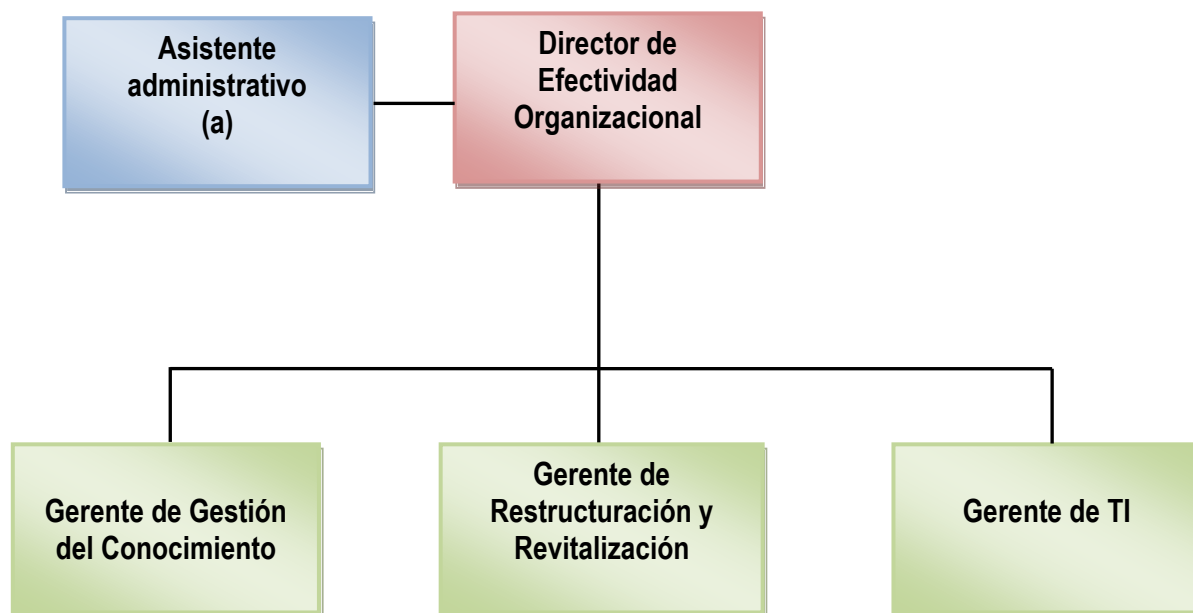 Asistente
administrativo
(a)
Director de
Efectividad
Organizacional
Gerente de Gestión
del Conocimiento
Gerente de
Restructuración y
Revitalización
Gerente de TI